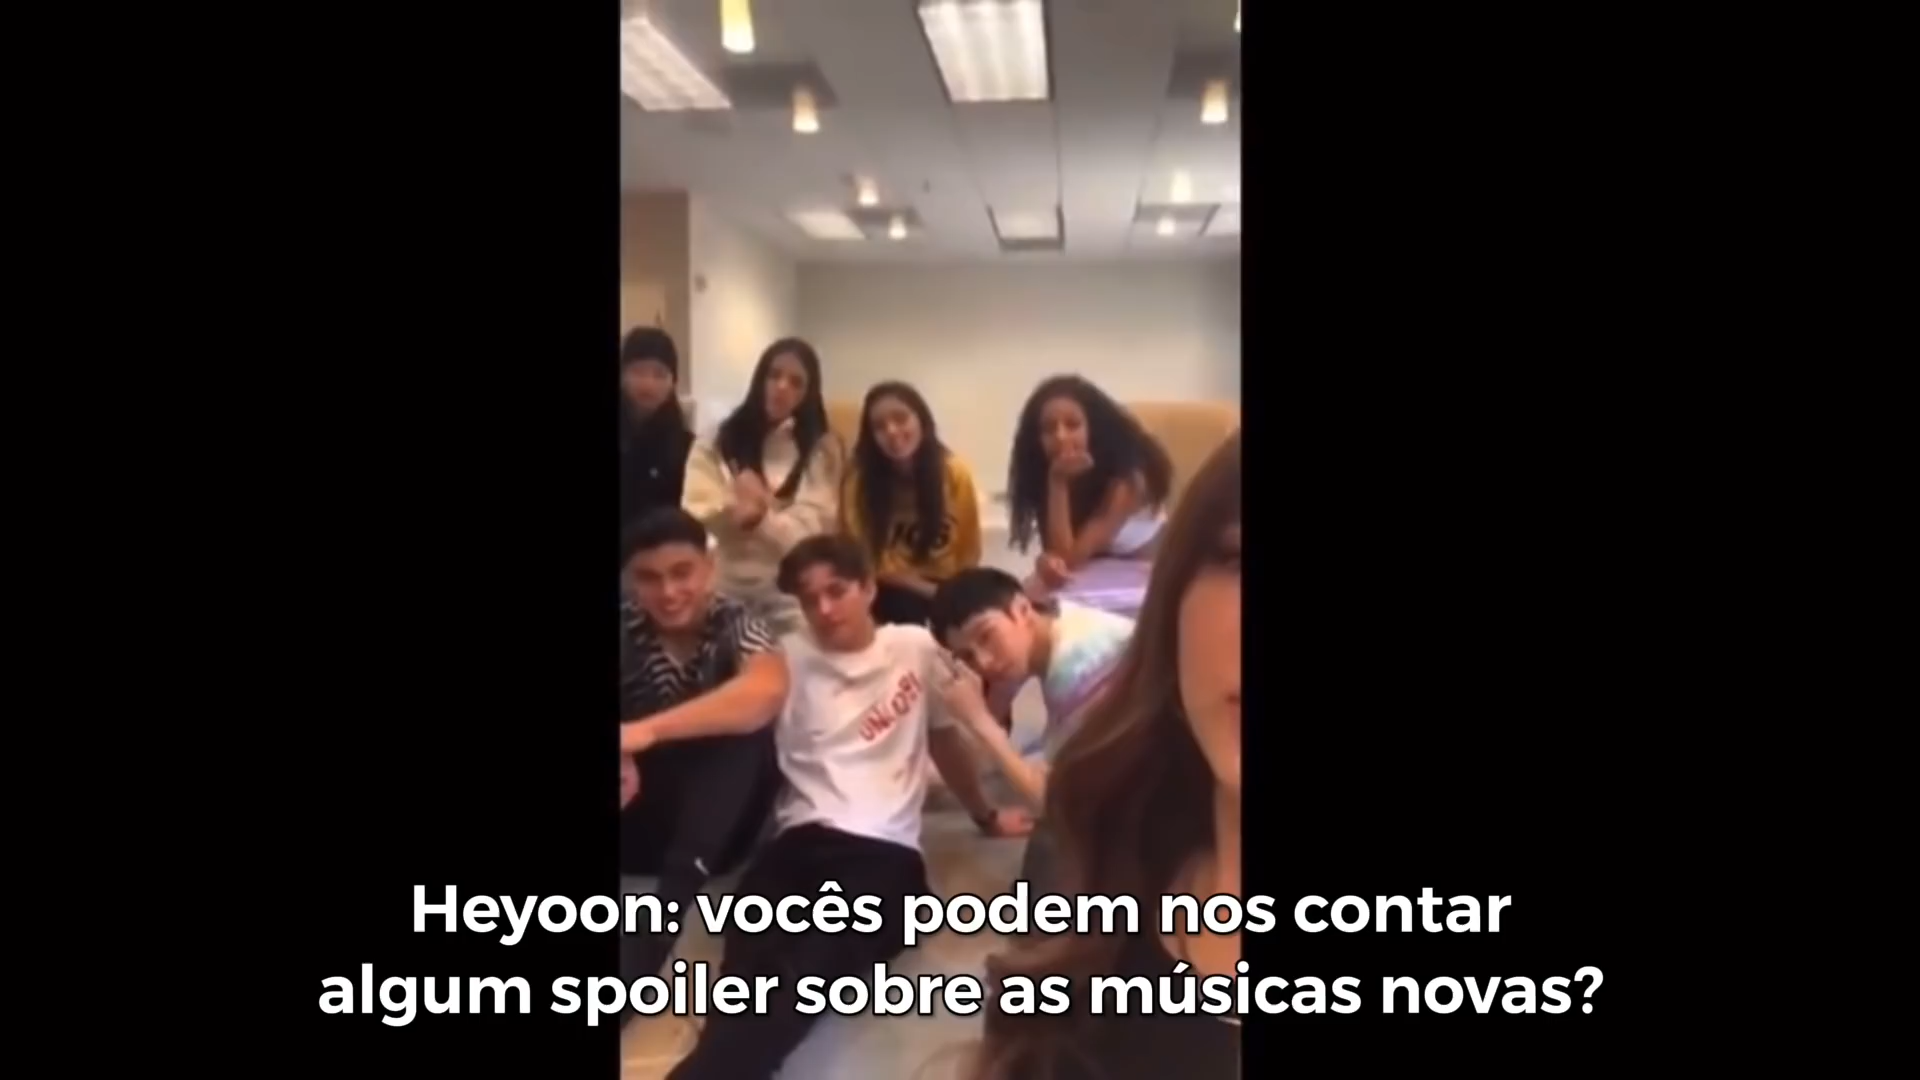 Heyoon: vocês podem nos contar
algum spoiler sobre as músicas novas?